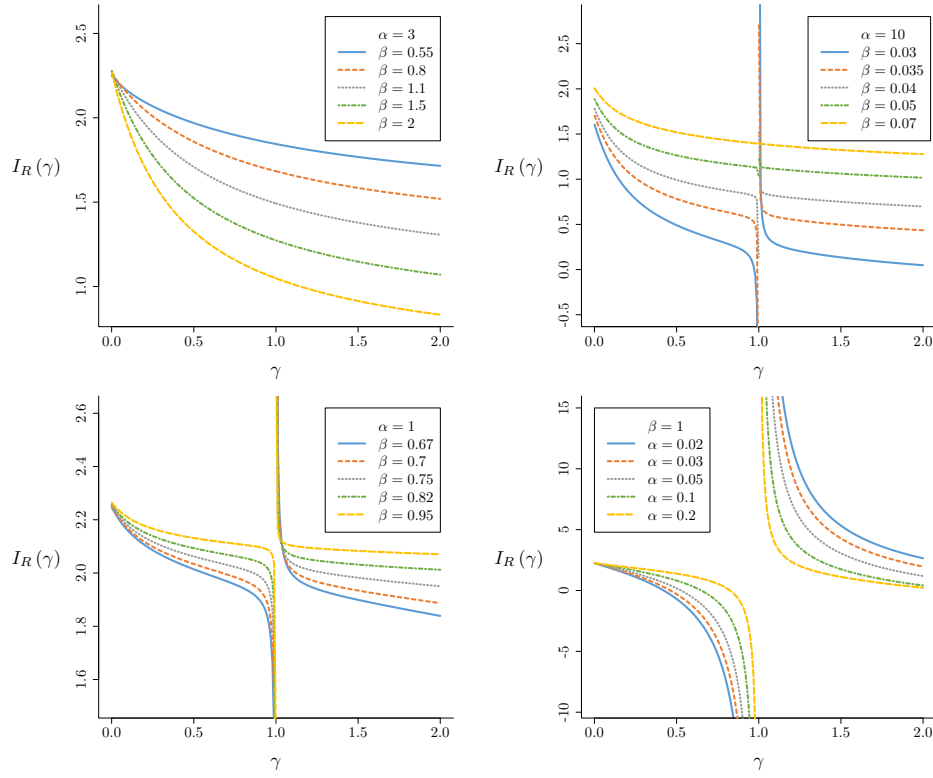 α = 3
β = 0.55
β = 0.8
β = 1.1
β = 1.5
β = 2
I_R (γ)
2.5
2.0
1.5
1.0
0.0 0.5 1.0 1.5 2.0
γ
α = 10
β = 0.03
β = 0.035
β = 0.04
β = 0.05
β = 0.07
I_R (γ)
2.5
2.0
1.5
1.0
0.5
0.0
-0.5
0.0 0.5 1.0 1.5 2.0
γ
α = 1
β = 0.67
β = 0.7
β = 0.75
β = 0.82
β = 0.95
I_R (γ)
2.6
2.4
2.2
2.0
1.8
1.6
0.0 0.5 1.0 1.5 2.0
γ
β = 1
α = 0.02
α = 0.03
α = 0.05
α = 0.1
α = 0.2
I_R (γ)
15
10
5
0
-5
-10
0.0 0.5 1.0 1.5 2.0
γ